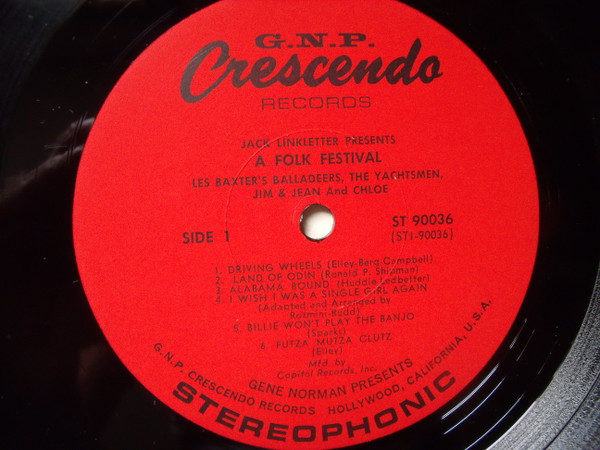 G.N.P.
Crescendo
RECORDS
JACK LINKLETTER PRESENTS
A FOLK FESTIVAL
LES BAXTER'S BALLADEERS, THE YACHTSMEN,
JIM & JEAN And CHLOE
SIDE 1
ST 90036
[ST1-90036]
1. DRIVING WHEELS (Elley-Berg-Campbell)
2. LAND OF ODIN (Ronald P. Shipman)
3. ALABAMA BOUND (Huddie Ledbetter)
4. I WISH I WAS A SINGLE GIRL AGAIN
(Adapted and Arranged by
Rosmini-Rudd)
5. BILLIE WON'T PLAY THE BANJO
(Sparks)
6. FUTZA MUTZA CLUTZ
(Elley)
Mfd. by
Capitol Records, Inc.
GENE NORMAN PRESENTS
G.N.P. CRESCENDO RECORDS HOLLYWOOD, CALIFORNIA, U.S.A.
STEREOPHONIC